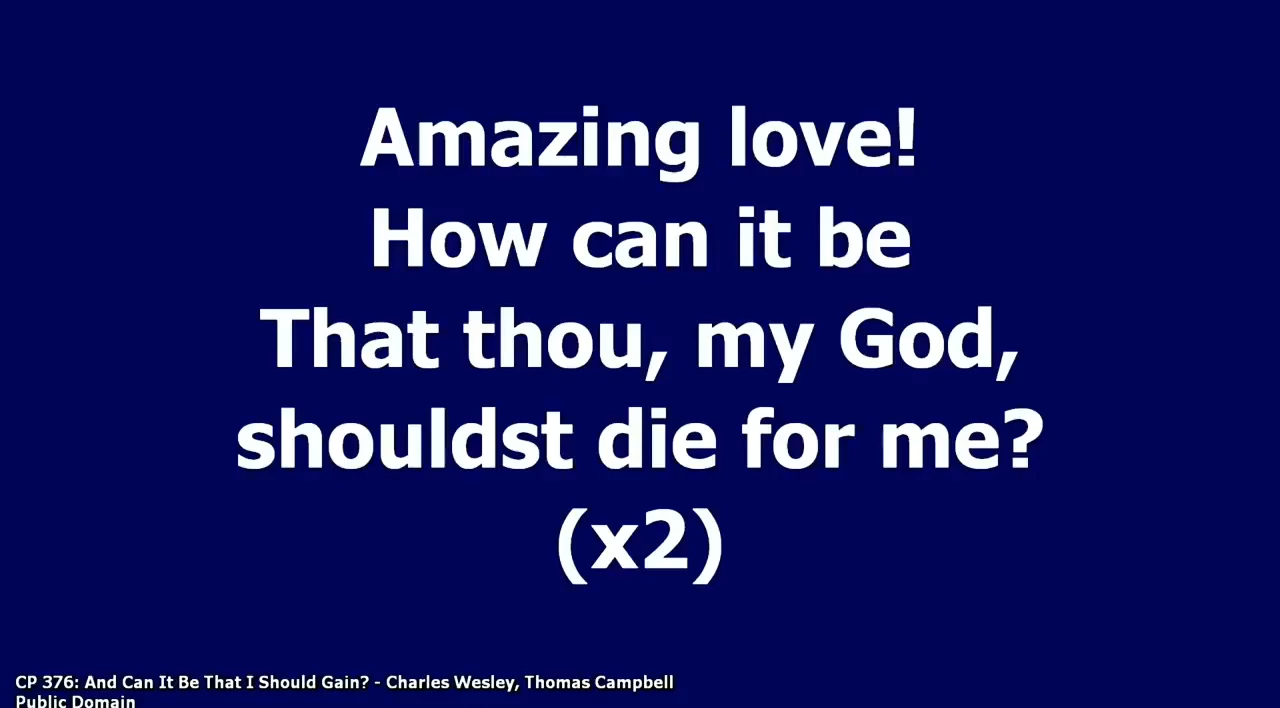 Amazing love!
How can it be
That thou, my God,
shouldst die for me?
(x2)
CP 376: And Can It Be That I Should Gain? - Charles Wesley, Thomas Campbell
Public Domain